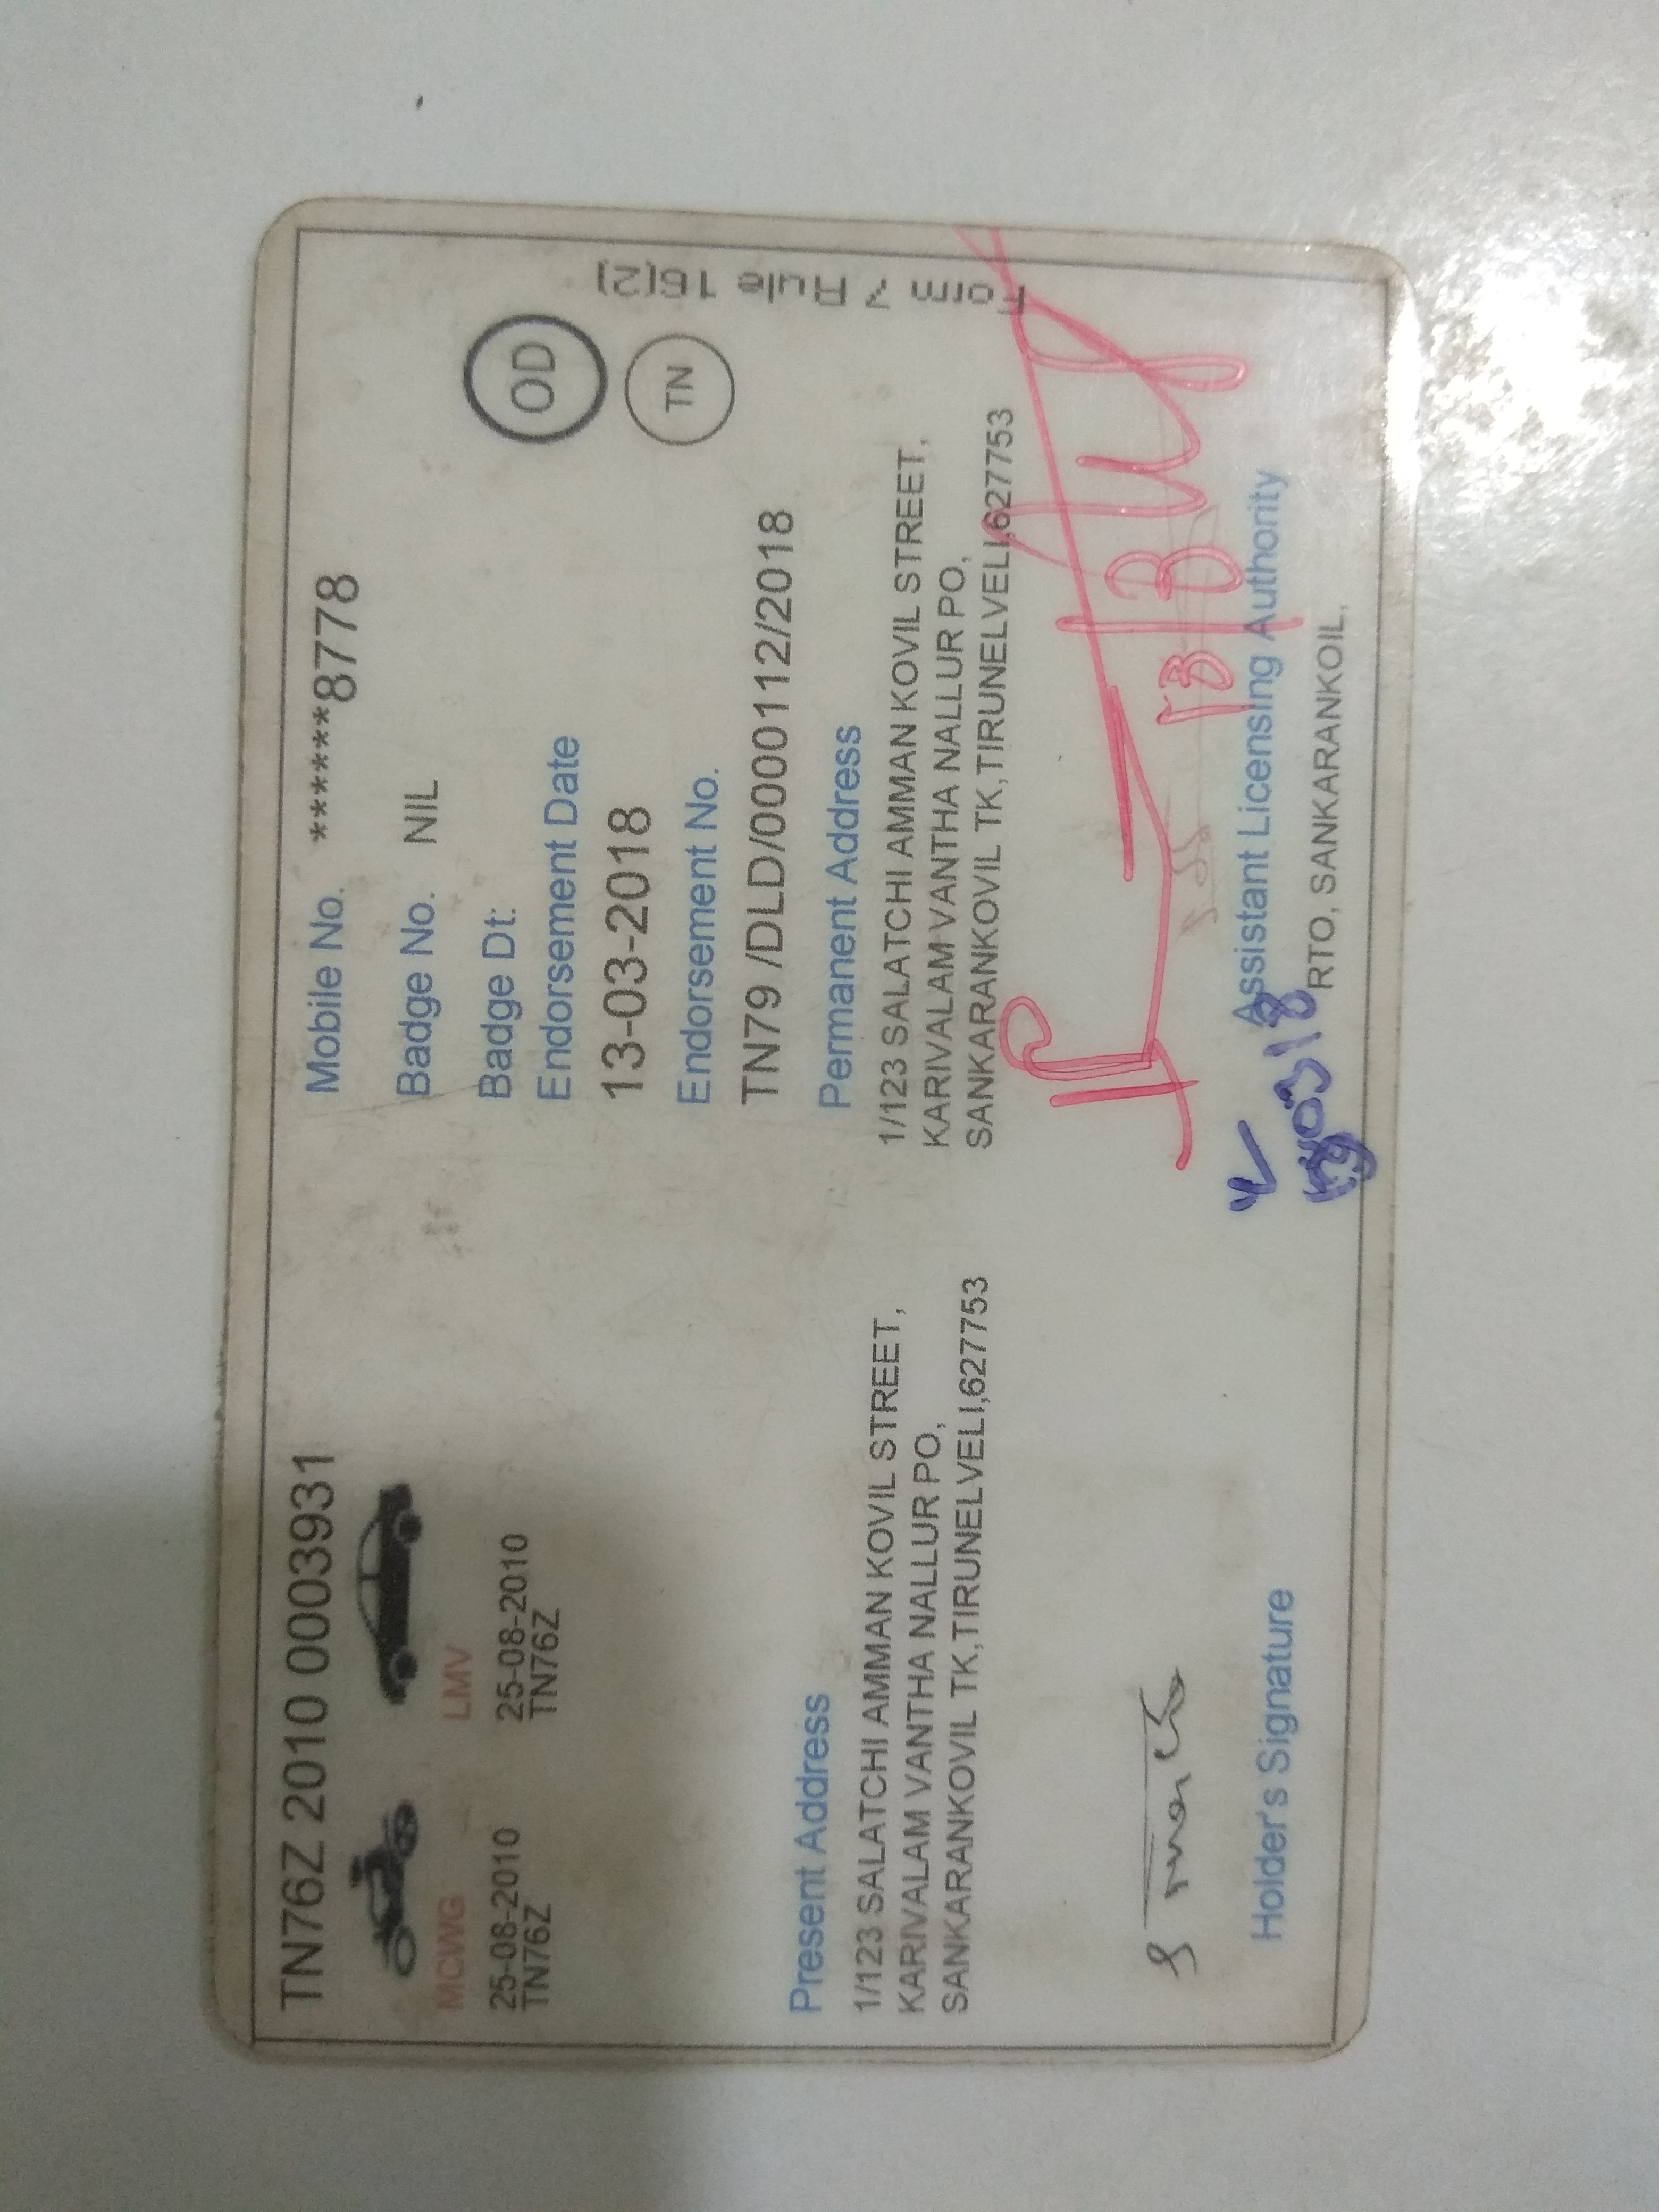 TN76Z 2010 0003931
MCWG
25-08-2010
TN76Z
LMV
25-08-2010
TN76Z
Present Address
1/123 SALATCHI AMMAN KOVIL STREET,
KARIVALAM VANTHA NALLUR PO,
SANKARANKOVIL TK,TIRUNELVELI,627753
Holder's Signature
Mobile No. ******8778
Badge No. NIL
Badge Dt:
Endorsement Date
13-03-2018
Endorsement No.
TN79 /DLD/0000112/2018
OD
TN
Form 7 Rule 16(2)
Permanent Address
1/123 SALATCHI AMMAN KOVIL STREET,
KARIVALAM VANTHA NALLUR PO,
SANKARANKOVIL TK,TIRUNELVELI,627753
Assistant Licensing Authority
RTO, SANKARANKOIL.